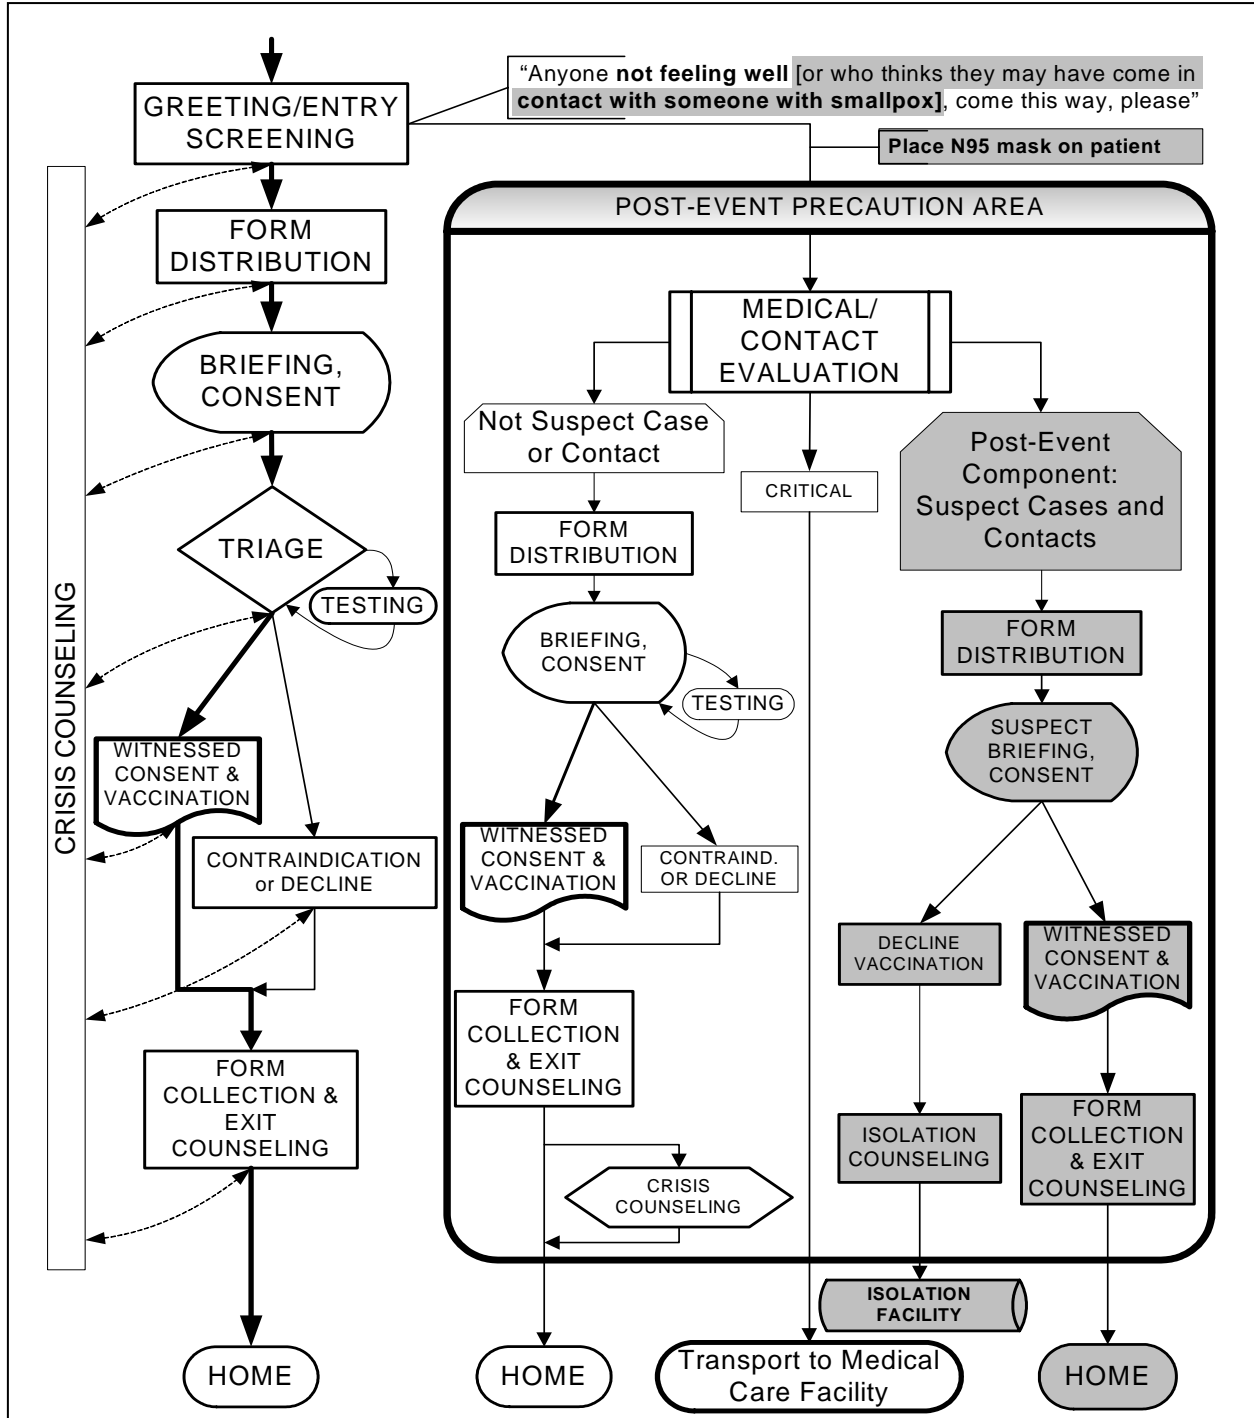 “Anyone not feeling well [or who thinks they may have come in
contact with someone with smallpox], come this way, please”
GREETING/ENTRY
SCREENING
Place N95 mask on patient
CRISIS COUNSELING
FORM
DISTRIBUTION
BRIEFING,
CONSENT
TRIAGE
TESTING
WITNESSED
CONSENT &
VACCINATION
CONTRAINDICATION
or DECLINE
FORM
COLLECTION &
EXIT
COUNSELING
HOME
POST-EVENT PRECAUTION AREA
MEDICAL/
CONTACT
EVALUATION
Not Suspect Case
or Contact
FORM
DISTRIBUTION
BRIEFING,
CONSENT
TESTING
WITNESSED
CONSENT &
VACCINATION
CONTRAIND.
OR DECLINE
FORM
COLLECTION
& EXIT
COUNSELING
CRISIS
COUNSELING
HOME
CRITICAL
Transport to Medical
Care Facility
Post-Event
Component:
Suspect Cases and
Contacts
FORM
DISTRIBUTION
SUSPECT
BRIEFING,
CONSENT
DECLINE
VACCINATION
ISOLATION
COUNSELING
ISOLATION
FACILITY
WITNESSED
CONSENT &
VACCINATION
FORM
COLLECTION
& EXIT
COUNSELING
HOME